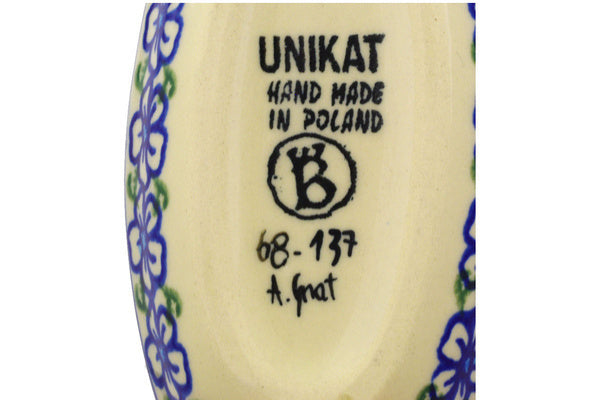 UNIKAT
HAND MADE
IN POLAND
B
68-137
A. Gnat